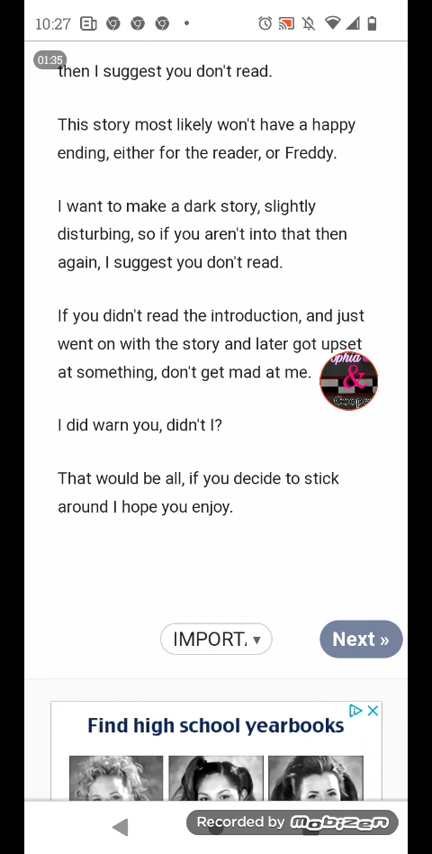 10:27
01:35
then I suggest you don't read.
This story most likely won't have a happy
ending, either for the reader, or Freddy.
I want to make a dark story, slightly
disturbing, so if you aren't into that then
again, I suggest you don't read.
If you didn't read the introduction, and just
went on with the story and later got upset
at something, don't get mad at me.
&
I did warn you, didn't I?
That would be all, if you decide to stick
around I hope you enjoy.
IMPORT.
Next »
Find high school yearbooks
Recorded by mobizen